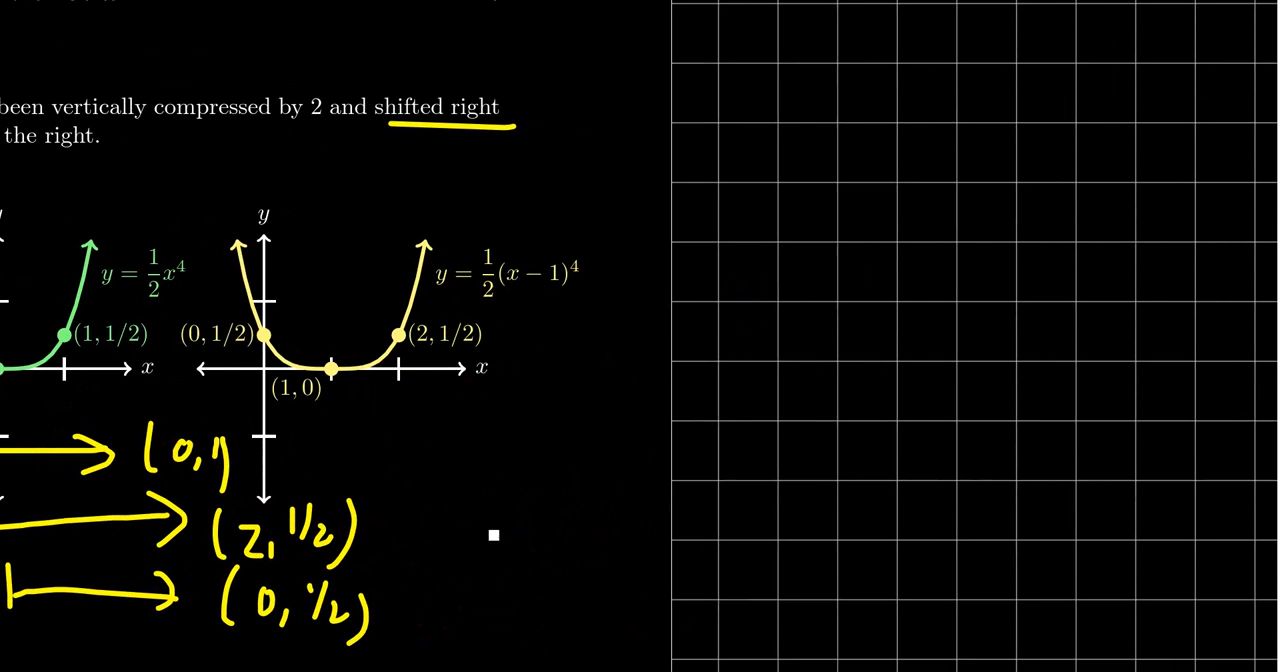 been vertically compressed by 2 and shifted right
the right.
y
y = 1/2 x⁴
(1, 1/2)
x
y
y = 1/2 (x − 1)⁴
(0, 1/2)
(2, 1/2)
(1, 0)
x
(0, 1)
(2, 1/2)
(0, 1/2)